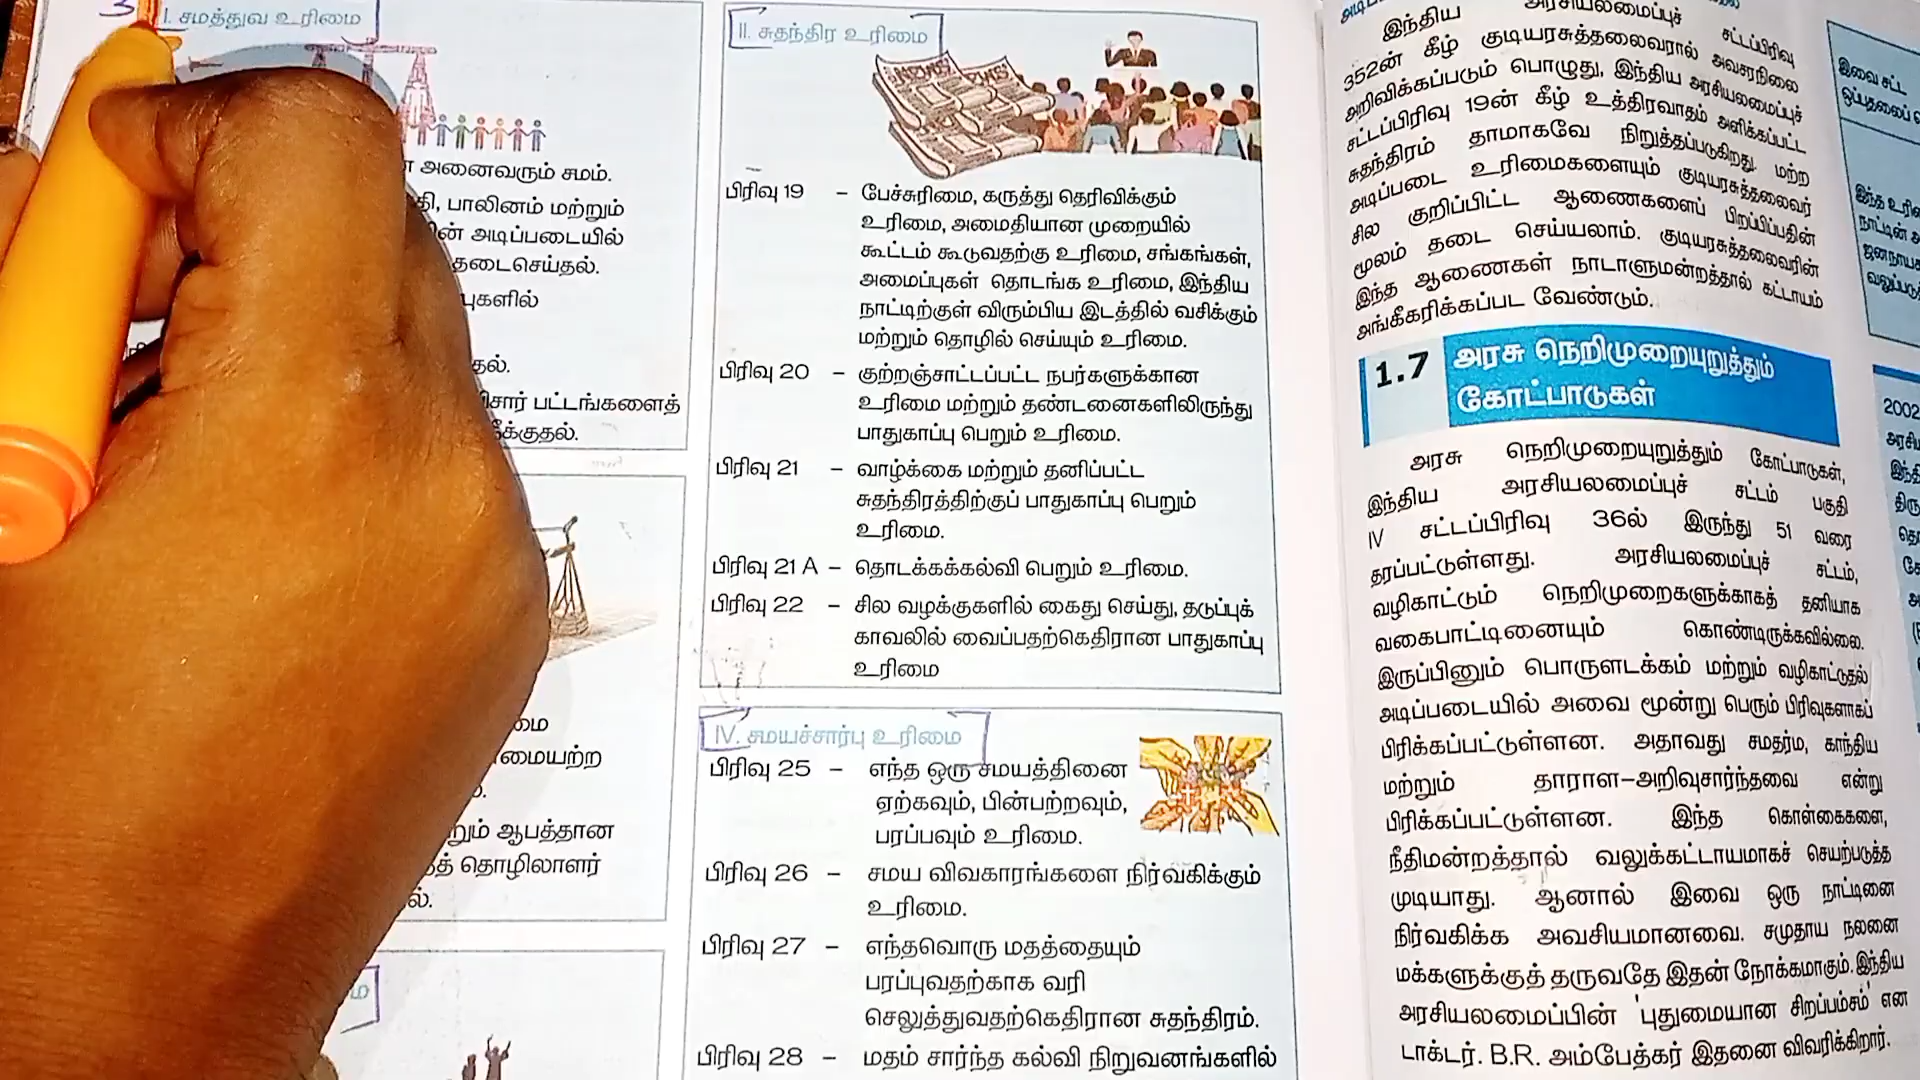 3
I. சமத்துவ உரிமை
அனைவரும் சமம்.
பாலினம் மற்றும்
அடிப்படையில்
தடைசெய்தல்.
பட்டங்களைத்
ஆபத்தான
தொழிலாளர்
II. சுதந்திர உரிமை
NEWS NEWS
பிரிவு 19 – பேச்சுரிமை, கருத்து தெரிவிக்கும்
உரிமை, அமைதியான முறையில்
கூட்டம் கூடுவதற்கு உரிமை, சங்கங்கள்,
அமைப்புகள் தொடங்க உரிமை, இந்திய
நாட்டிற்குள் விரும்பிய இடத்தில் வசிக்கும்
மற்றும் தொழில் செய்யும் உரிமை.
பிரிவு 20 – குற்றஞ்சாட்டப்பட்ட நபர்களுக்கான
உரிமை மற்றும் தண்டனைகளிலிருந்து
பாதுகாப்பு பெறும் உரிமை.
பிரிவு 21 – வாழ்க்கை மற்றும் தனிப்பட்ட
சுதந்திரத்திற்குப் பாதுகாப்பு பெறும்
உரிமை.
பிரிவு 21 A – தொடக்கக்கல்வி பெறும் உரிமை.
பிரிவு 22 – சில வழக்குகளில் கைது செய்து, தடுப்புக்
காவலில் வைப்பதற்கெதிரான பாதுகாப்பு
உரிமை
IV. சமயச்சார்பு உரிமை
பிரிவு 25 – எந்த ஒரு சமயத்தினை
ஏற்கவும், பின்பற்றவும்,
பரப்பவும் உரிமை.
பிரிவு 26 – சமய விவகாரங்களை நிர்வகிக்கும்
உரிமை.
பிரிவு 27 – எந்தவொரு மதத்தையும்
பரப்புவதற்காக வரி
செலுத்துவதற்கெதிரான சுதந்திரம்.
பிரிவு 28 – மதம் சார்ந்த கல்வி நிறுவனங்களில்
இந்திய அரசியலமைப்புச் சட்டப்பிரிவு
352ன் கீழ் குடியரசுத்தலைவரால் அவசரநிலை
அறிவிக்கப்படும் பொழுது, இந்திய அரசியலமைப்புச்
சட்டப்பிரிவு 19ன் கீழ் உத்திரவாதம் அளிக்கப்பட்ட
சுதந்திரம் தாமாகவே நிறுத்தப்படுகிறது. மற்ற
அடிப்படை உரிமைகளையும் குடியரசுத்தலைவர்
சில குறிப்பிட்ட ஆணைகளைப் பிறப்பிப்பதின்
மூலம் தடை செய்யலாம். குடியரசுத்தலைவரின்
இந்த ஆணைகள் நாடாளுமன்றத்தால் கட்டாயம்
அங்கீகரிக்கப்பட வேண்டும்.
1.7 அரசு நெறிமுறையுறுத்தும்
கோட்பாடுகள்
அரசு நெறிமுறையுறுத்தும் கோட்பாடுகள்,
இந்திய அரசியலமைப்புச் சட்டம் பகுதி
IV சட்டப்பிரிவு 36ல் இருந்து 51 வரை
தரப்பட்டுள்ளது. அரசியலமைப்புச் சட்டம்,
வழிகாட்டும் நெறிமுறைகளுக்காகத் தனியாக
வகைபாட்டினையும் கொண்டிருக்கவில்லை.
இருப்பினும் பொருளடக்கம் மற்றும் வழிகாட்டுதல்
அடிப்படையில் அவை மூன்று பெரும் பிரிவுகளாகப்
பிரிக்கப்பட்டுள்ளன. அதாவது சமதர்ம, காந்திய
மற்றும் தாராள–அறிவுசார்ந்தவை என்று
பிரிக்கப்பட்டுள்ளன. இந்த கொள்கைகளை,
நீதிமன்றத்தால் வலுக்கட்டாயமாகச் செயற்படுத்த
முடியாது. ஆனால் இவை ஒரு நாட்டினை
நிர்வகிக்க அவசியமானவை. சமுதாய நலனை
மக்களுக்குத் தருவதே இதன் நோக்கமாகும். இந்திய
அரசியலமைப்பின் 'புதுமையான சிறப்பம்சம்' என
டாக்டர். B.R. அம்பேத்கர் இதனை விவரிக்கிறார்.
இவை சட்ட
2002